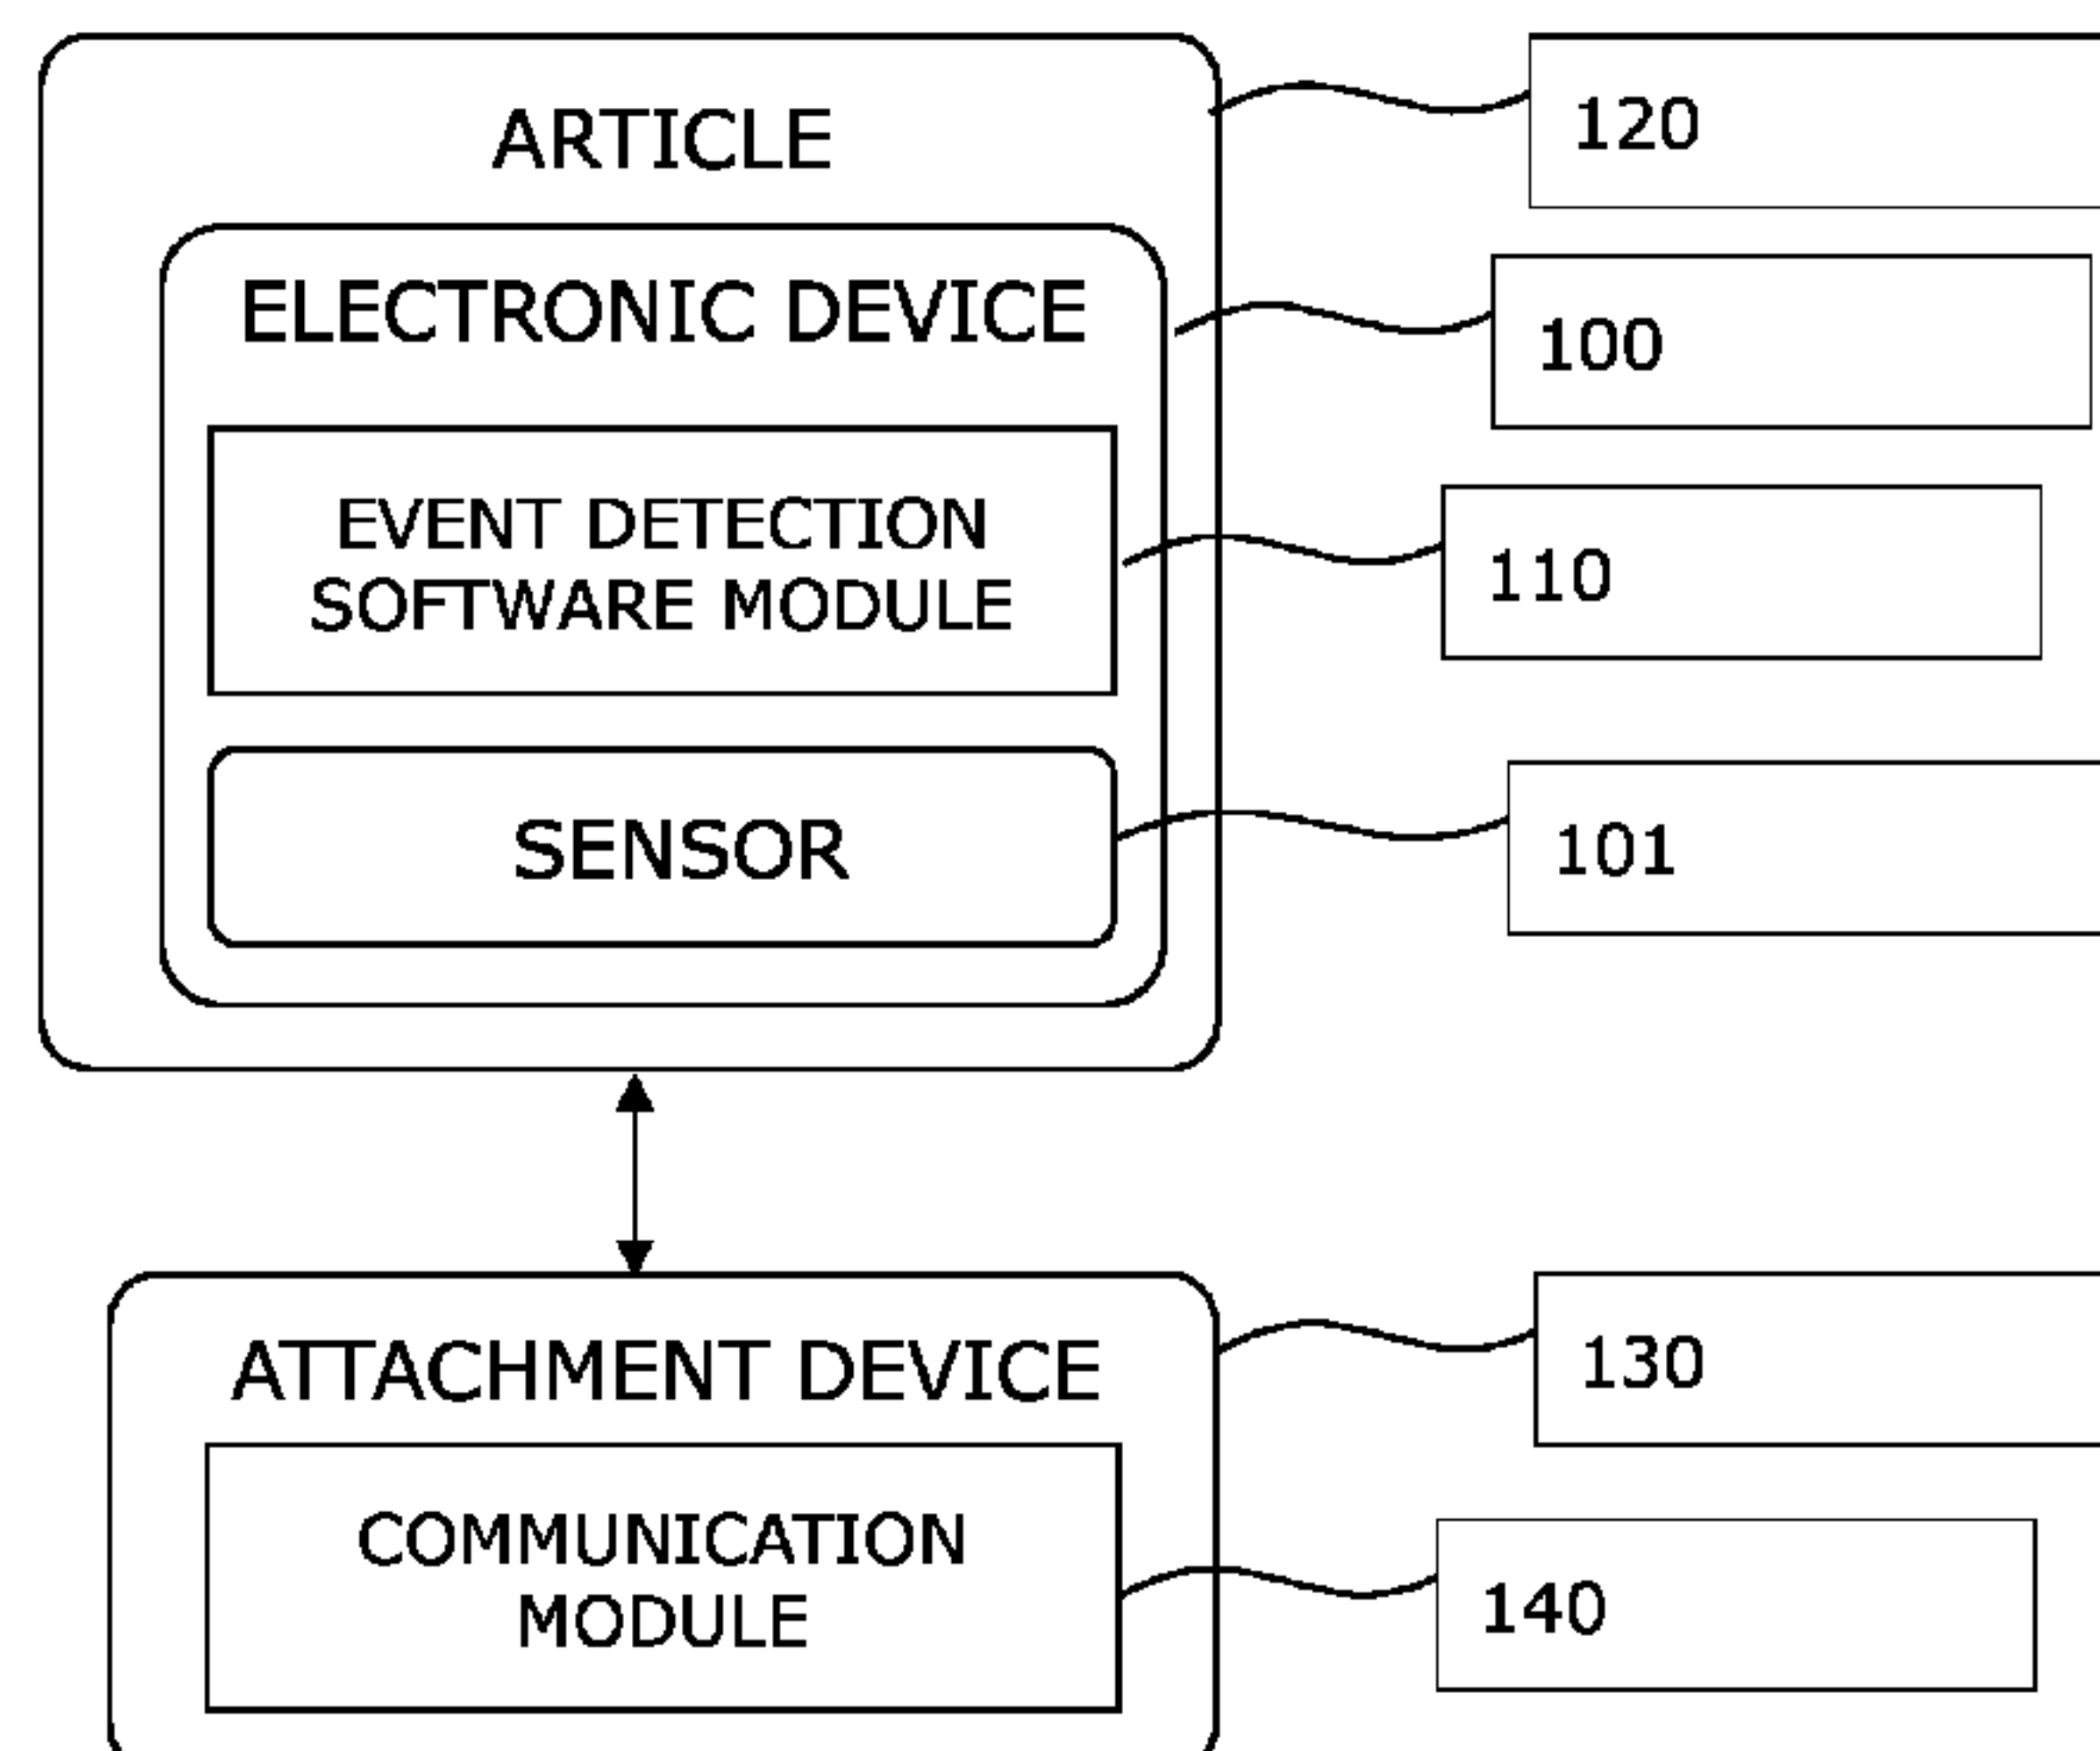 ARTICLE
120
ELECTRONIC DEVICE
100
EVENT DETECTION
SOFTWARE MODULE
110
SENSOR
101
ATTACHMENT DEVICE
130
COMMUNICATION
MODULE
140